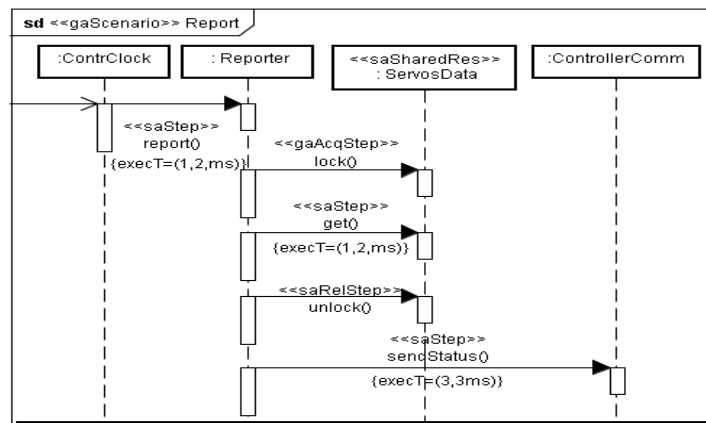 sd <<gaScenario>> Report
:ContrClock
: Reporter
<<saSharedRes>>
: ServosData
:ControllerComm
<<saStep>>
report()
{execT=(1,2,ms)}
<<gaAcqStep>>
lock()
<<saStep>>
get()
{execT=(1,2,ms)}
<<saRelStep>>
unlock()
<<saStep>>
sendStatus()
{execT=(3,3ms)}